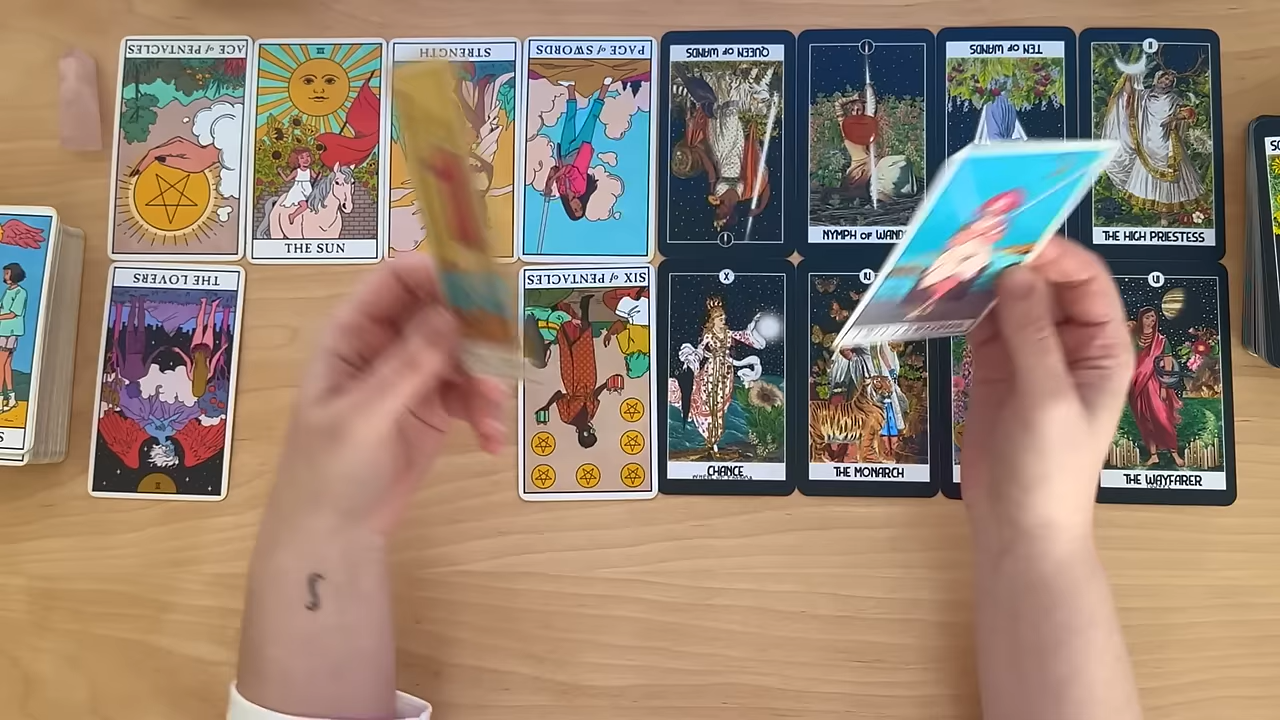 ACE of PENTACLES
THE SUN
STRENGTH
PAGE of SWORDS
QUEEN OF WANDS
NYMPH OF WANDS
TEN OF WANDS
II
THE HIGH PRIESTESS
THE LOVERS
SIX of PENTACLES
X
CHANCE
THE MONARCH
THE WAYFARER